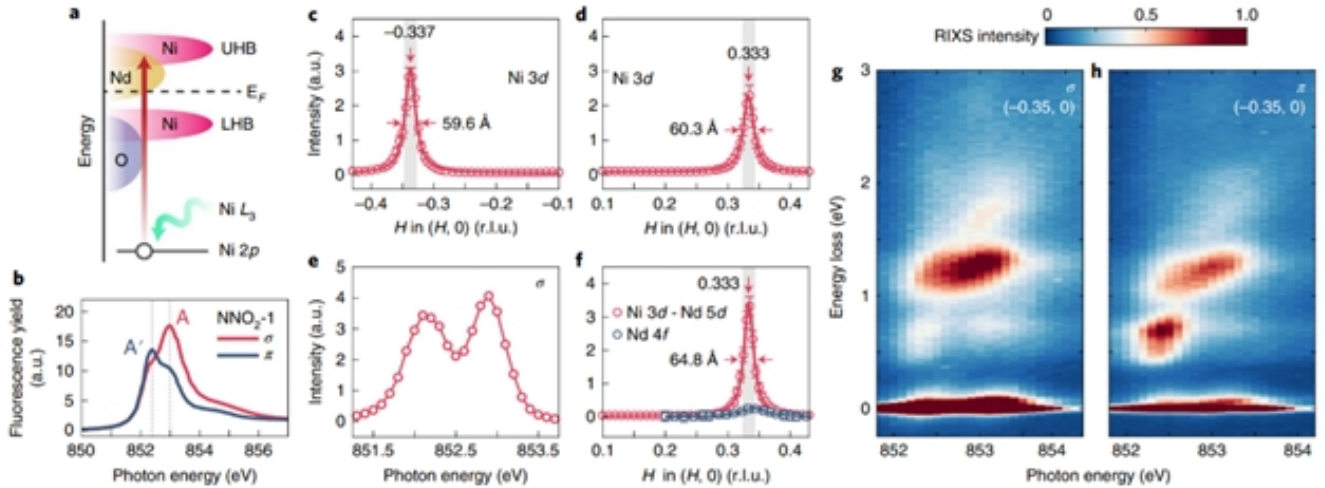 a
Ni
UHB
Nd
E_F
Ni
LHB
O
Energy
Ni L3
Ni 2p
b
NNO2-1
σ
π
A
A′
20
15
10
5
0
Fluorescence yield
(a.u.)
850
852
854
856
Photon energy (eV)
c
−0.337
Ni 3d
59.6 Å
4
3
2
1
0
Intensity (a.u.)
−0.4
−0.3
−0.2
−0.1
H in (H, 0) (r.l.u.)
d
0.333
Ni 3d
60.3 Å
4
3
2
1
0
0.1
0.2
0.3
0.4
H in (H, 0) (r.l.u.)
e
σ
5
4
3
2
1
0
Intensity (a.u.)
851.5
852.5
853.5
Photon energy (eV)
f
0.333
Ni 3d - Nd 5d
Nd 4f
64.8 Å
4
3
2
1
0
0.1
0.2
0.3
0.4
H in (H, 0) (r.l.u.)
0
0.5
1.0
RIXS intensity
g
σ
(−0.35, 0)
3
2
1
0
Energy loss (eV)
852
853
854
h
π
(−0.35, 0)
852
853
854
Photon energy (eV)